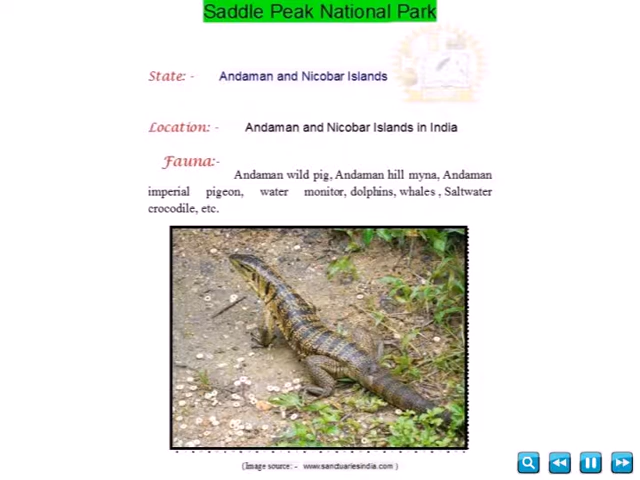 Saddle Peak National Park
State: - Andaman and Nicobar Islands
Location: - Andaman and Nicobar Islands in India
Fauna:-
Andaman wild pig, Andaman hill myna, Andaman
imperial pigeon, water monitor, dolphins, whales , Saltwater
crocodile, etc.
(Image source: - www.sanctuariesindia.com )